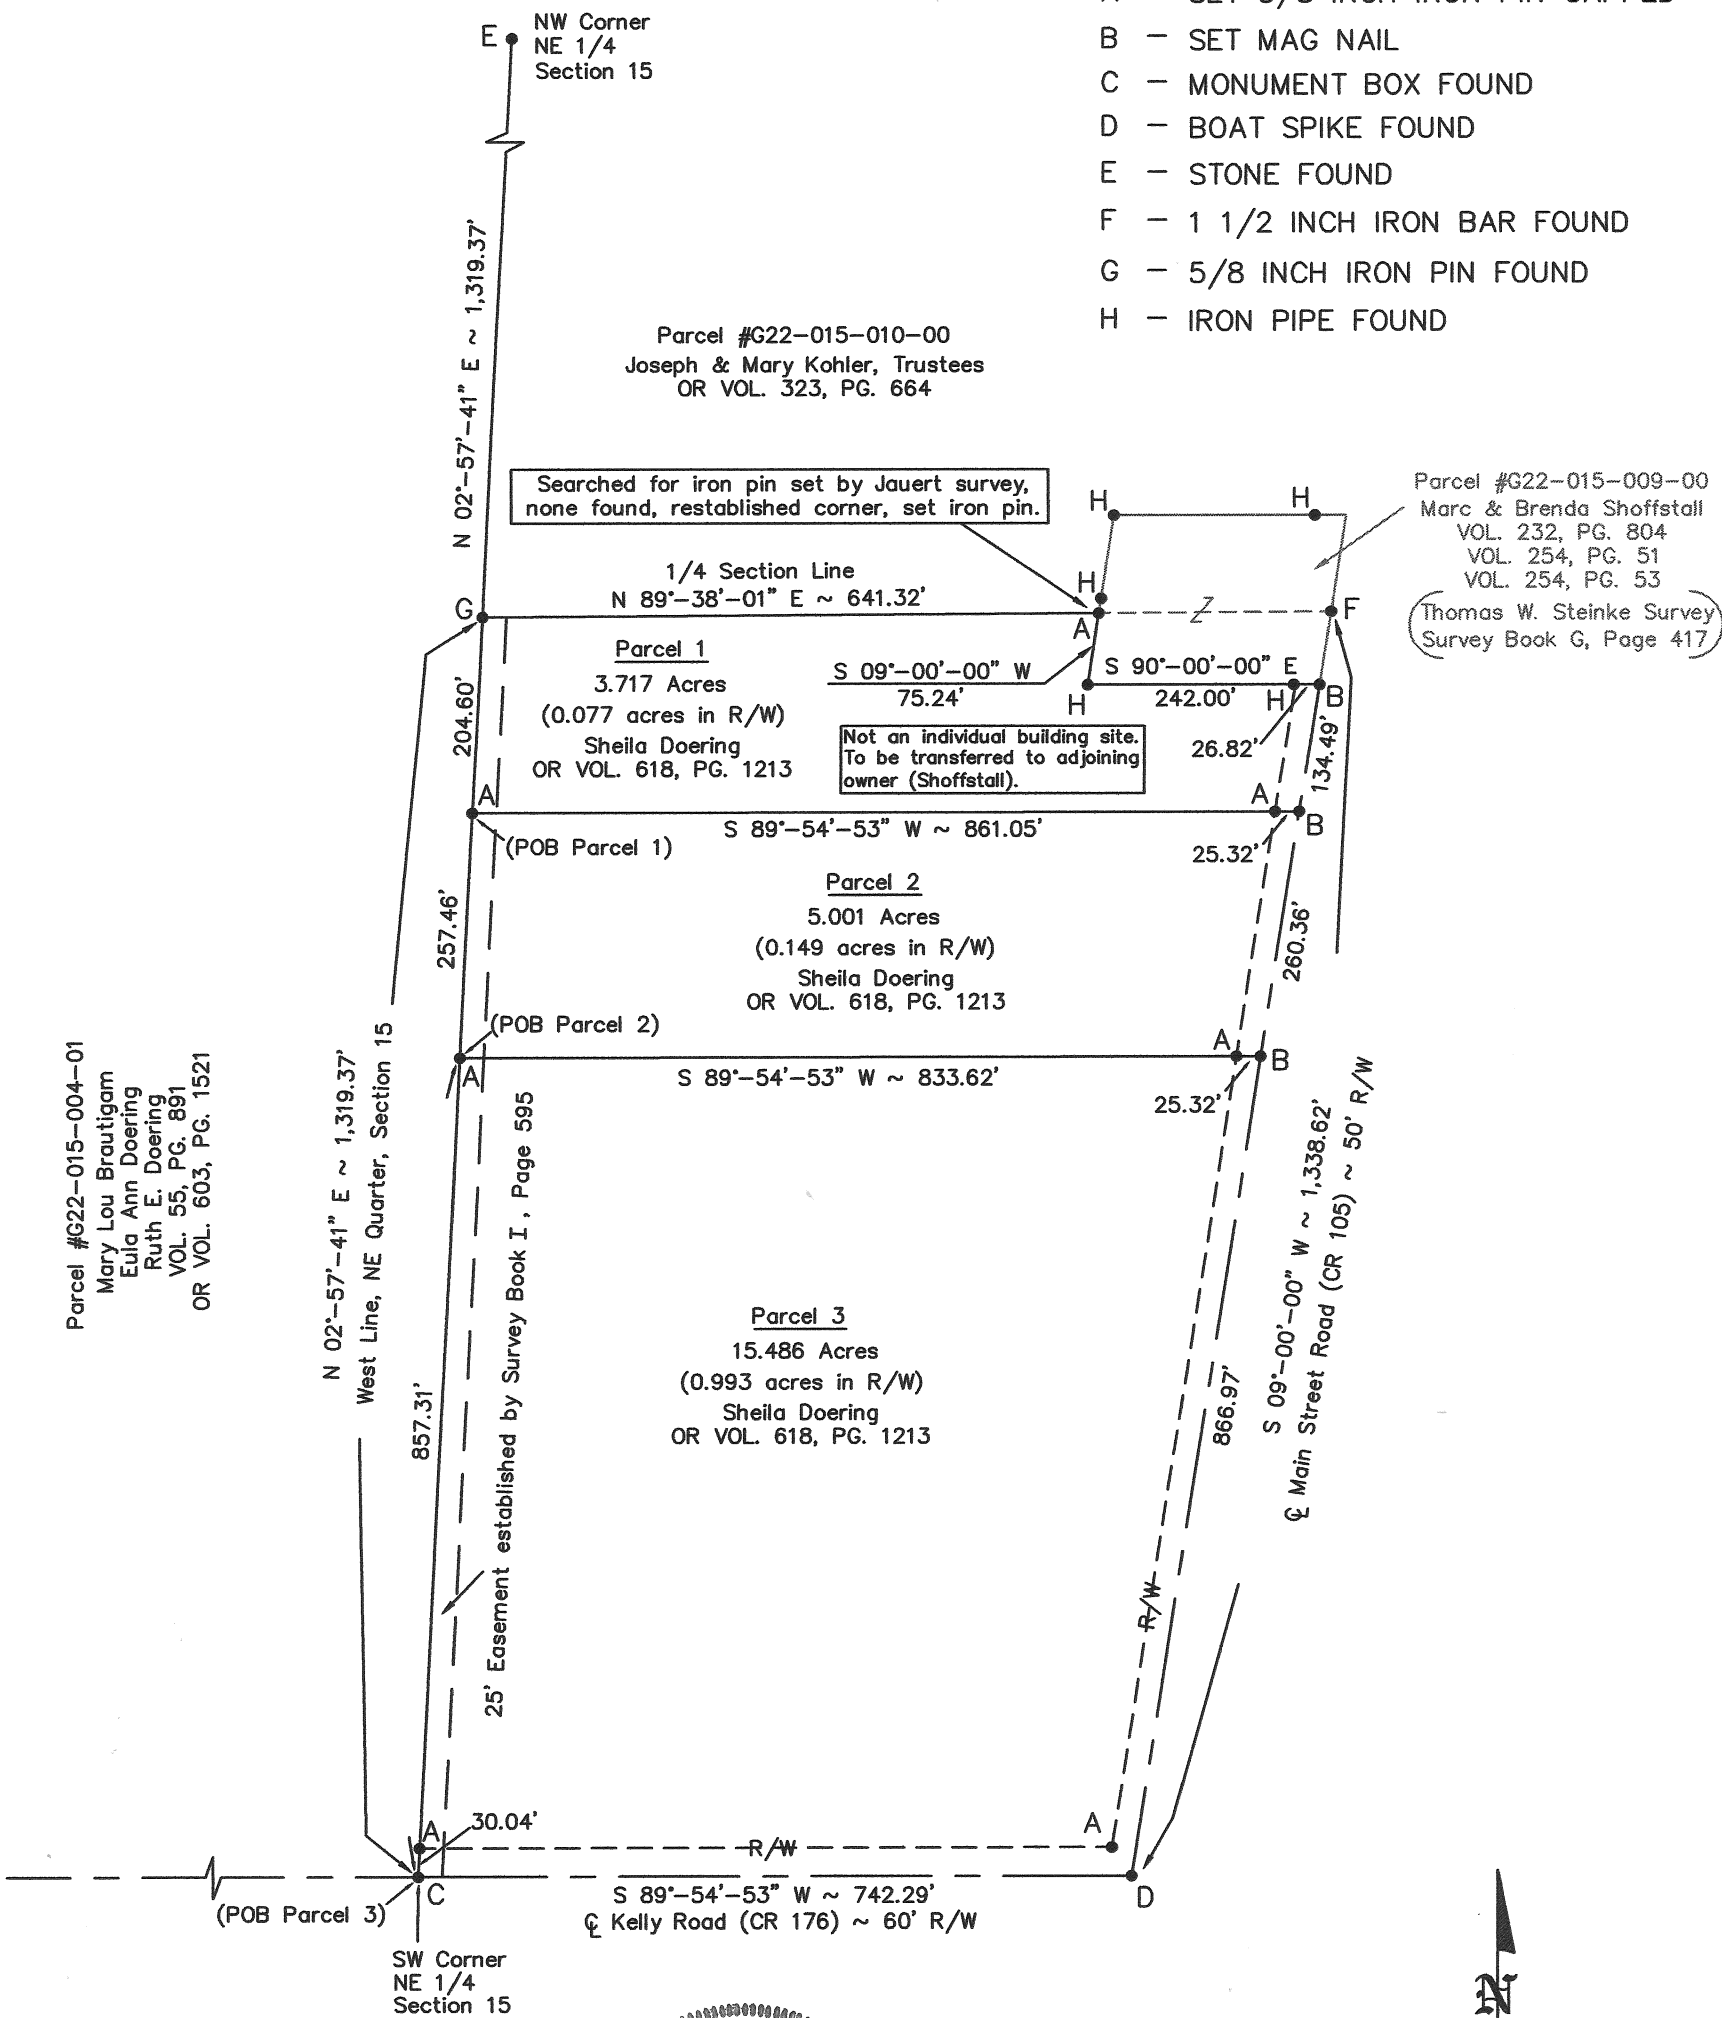 E
NW Corner
NE 1/4
Section 15
B — SET MAG NAIL
C — MONUMENT BOX FOUND
D — BOAT SPIKE FOUND
E — STONE FOUND
F — 1 1/2 INCH IRON BAR FOUND
G — 5/8 INCH IRON PIN FOUND
H — IRON PIPE FOUND
N 02°-57'-41" E ~ 1,319.37'
Parcel #G22-015-010-00
Joseph & Mary Kohler, Trustees
OR VOL. 323, PG. 664
Searched for iron pin set by Jauert survey,
none found, restablished corner, set iron pin.
H
H
Parcel #G22-015-009-00
Marc & Brenda Shoffstall
VOL. 232, PG. 804
VOL. 254, PG. 51
VOL. 254, PG. 53
(Thomas W. Steinke Survey
Survey Book G, Page 417)
1/4 Section Line
N 89°-38'-01" E ~ 641.32'
G
H
A
Z
F
Parcel 1
3.717 Acres
(0.077 acres in R/W)
Sheila Doering
OR VOL. 618, PG. 1213
S 09°-00'-00" W
75.24'
S 90°-00'-00" E
242.00'
H
H
B
204.60'
Not an individual building site.
To be transferred to adjoining
owner (Shoffstall).
26.82'
134.49'
A
A
B
S 89°-54'-53" W ~ 861.05'
(POB Parcel 1)
25.32'
Parcel 2
5.001 Acres
(0.149 acres in R/W)
Sheila Doering
OR VOL. 618, PG. 1213
257.46'
260.36'
(POB Parcel 2)
A
A
B
S 89°-54'-53" W ~ 833.62'
25.32'
Parcel #G22-015-004-01
Mary Lou Brautigam
Eula Ann Doering
Ruth E. Doering
VOL. 55, PG. 891
OR VOL. 603, PG. 1521
N 02°-57'-41" E ~ 1,319.37'
West Line, NE Quarter, Section 15
25' Easement established by Survey Book I, Page 595
Parcel 3
15.486 Acres
(0.993 acres in R/W)
Sheila Doering
OR VOL. 618, PG. 1213
857.31'
866.97'
S 09°-00'-00" W ~ 1,338.62'
℄ Main Street Road (CR 105) ~ 50' R/W
R/W
A
30.04'
R/W
A
C
D
(POB Parcel 3)
S 89°-54'-53" W ~ 742.29'
℄ Kelly Road (CR 176) ~ 60' R/W
SW Corner
NE 1/4
Section 15
N